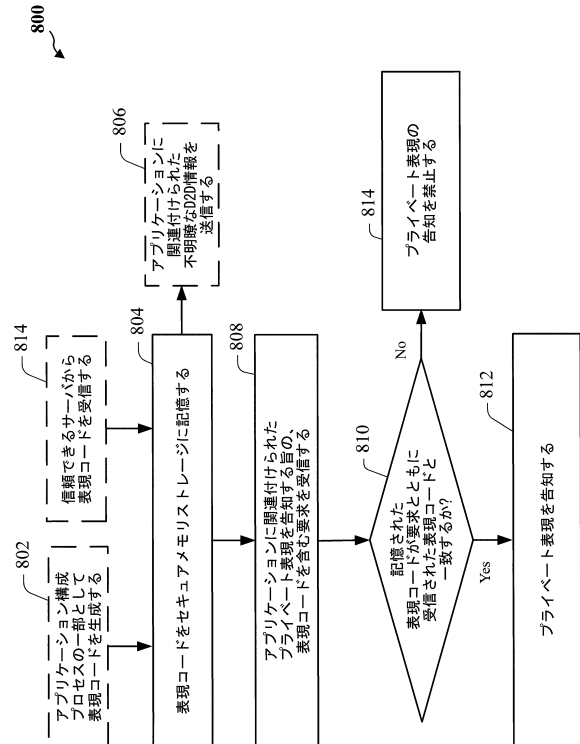 800
802
アプリケーション構成
プロセスの一部として
表現コードを生成する
814
信頼できるサーバから
表現コードを受信する
804
表現コードをセキュアメモリストレージに記憶する
806
アプリケーションに
関連付けられた
不明瞭なD2D情報を
送信する
808
アプリケーションに関連付けられた
プライベート表現を告知する旨の、
表現コードを含む要求を受信する
810
記憶された
表現コードが要求とともに
受信された表現コードと
一致するか?
No
814
プライベート表現の
告知を禁止する
Yes
812
プライベート表現を告知する